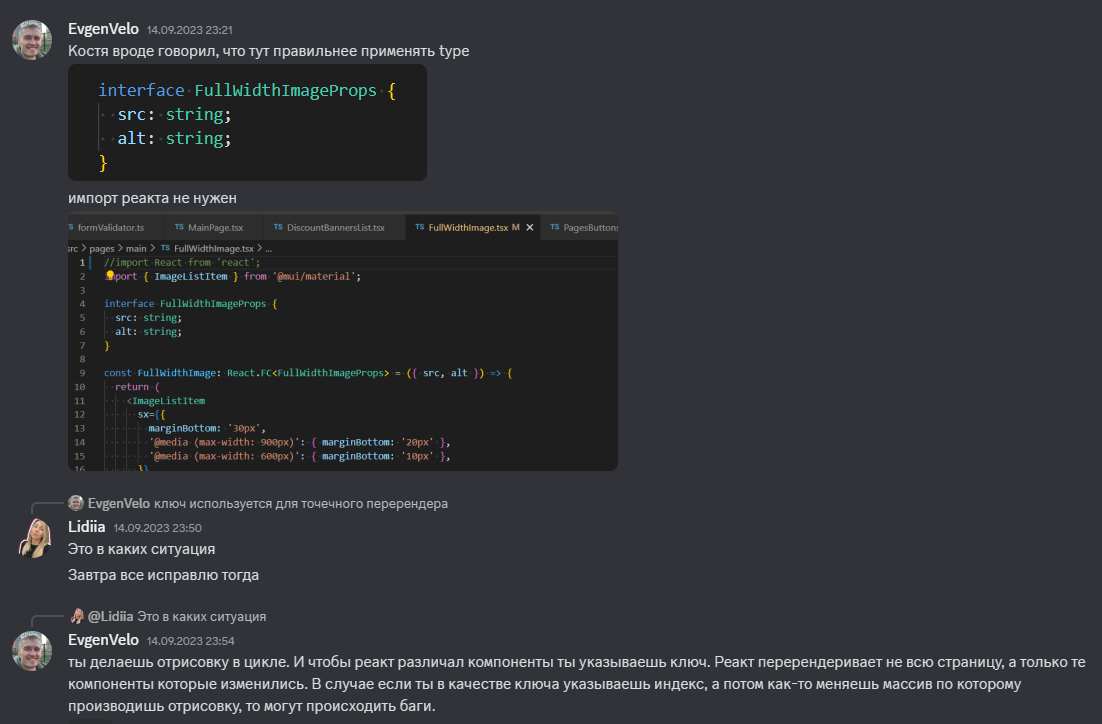 EvgenVelo 14.09.2023 23:21
Костя вроде говорил, что тут правильнее применять type
interface FullWidthImageProps {
src: string;
alt: string;
}
импорт реакта не нужен
TS formValidator.ts TS MainPage.tsx TS DiscountBannersList.tsx TS FullWidthImage.tsx M × TS PagesButtons
src > pages > main > TS FullWidthImage.tsx > ...
1 //import React from 'react';
2 import { ImageListItem } from '@mui/material';
3
4 interface FullWidthImageProps {
5 src: string;
6 alt: string;
7 }
8
9 const FullWidthImage: React.FC<FullWidthImageProps> = ({ src, alt }) => {
10 return (
11 <ImageListItem
12 sx={{
13 marginBottom: '30px',
14 '@media (max-width: 900px)': { marginBottom: '20px' },
15 '@media (max-width: 600px)': { marginBottom: '10px' },
16 }}
EvgenVelo ключ используется для точечного перерендера
Lidiia 14.09.2023 23:50
Это в каких ситуация
Завтра все исправлю тогда
@Lidiia Это в каких ситуация
EvgenVelo 14.09.2023 23:54
ты делаешь отрисовку в цикле. И чтобы реакт различал компоненты ты указываешь ключ. Реакт перерендеривает не всю страницу, а только те
компоненты которые изменились. В случае если ты в качестве ключа указываешь индекс, а потом как-то меняешь массив по которому
производишь отрисовку, то могут происходить баги.